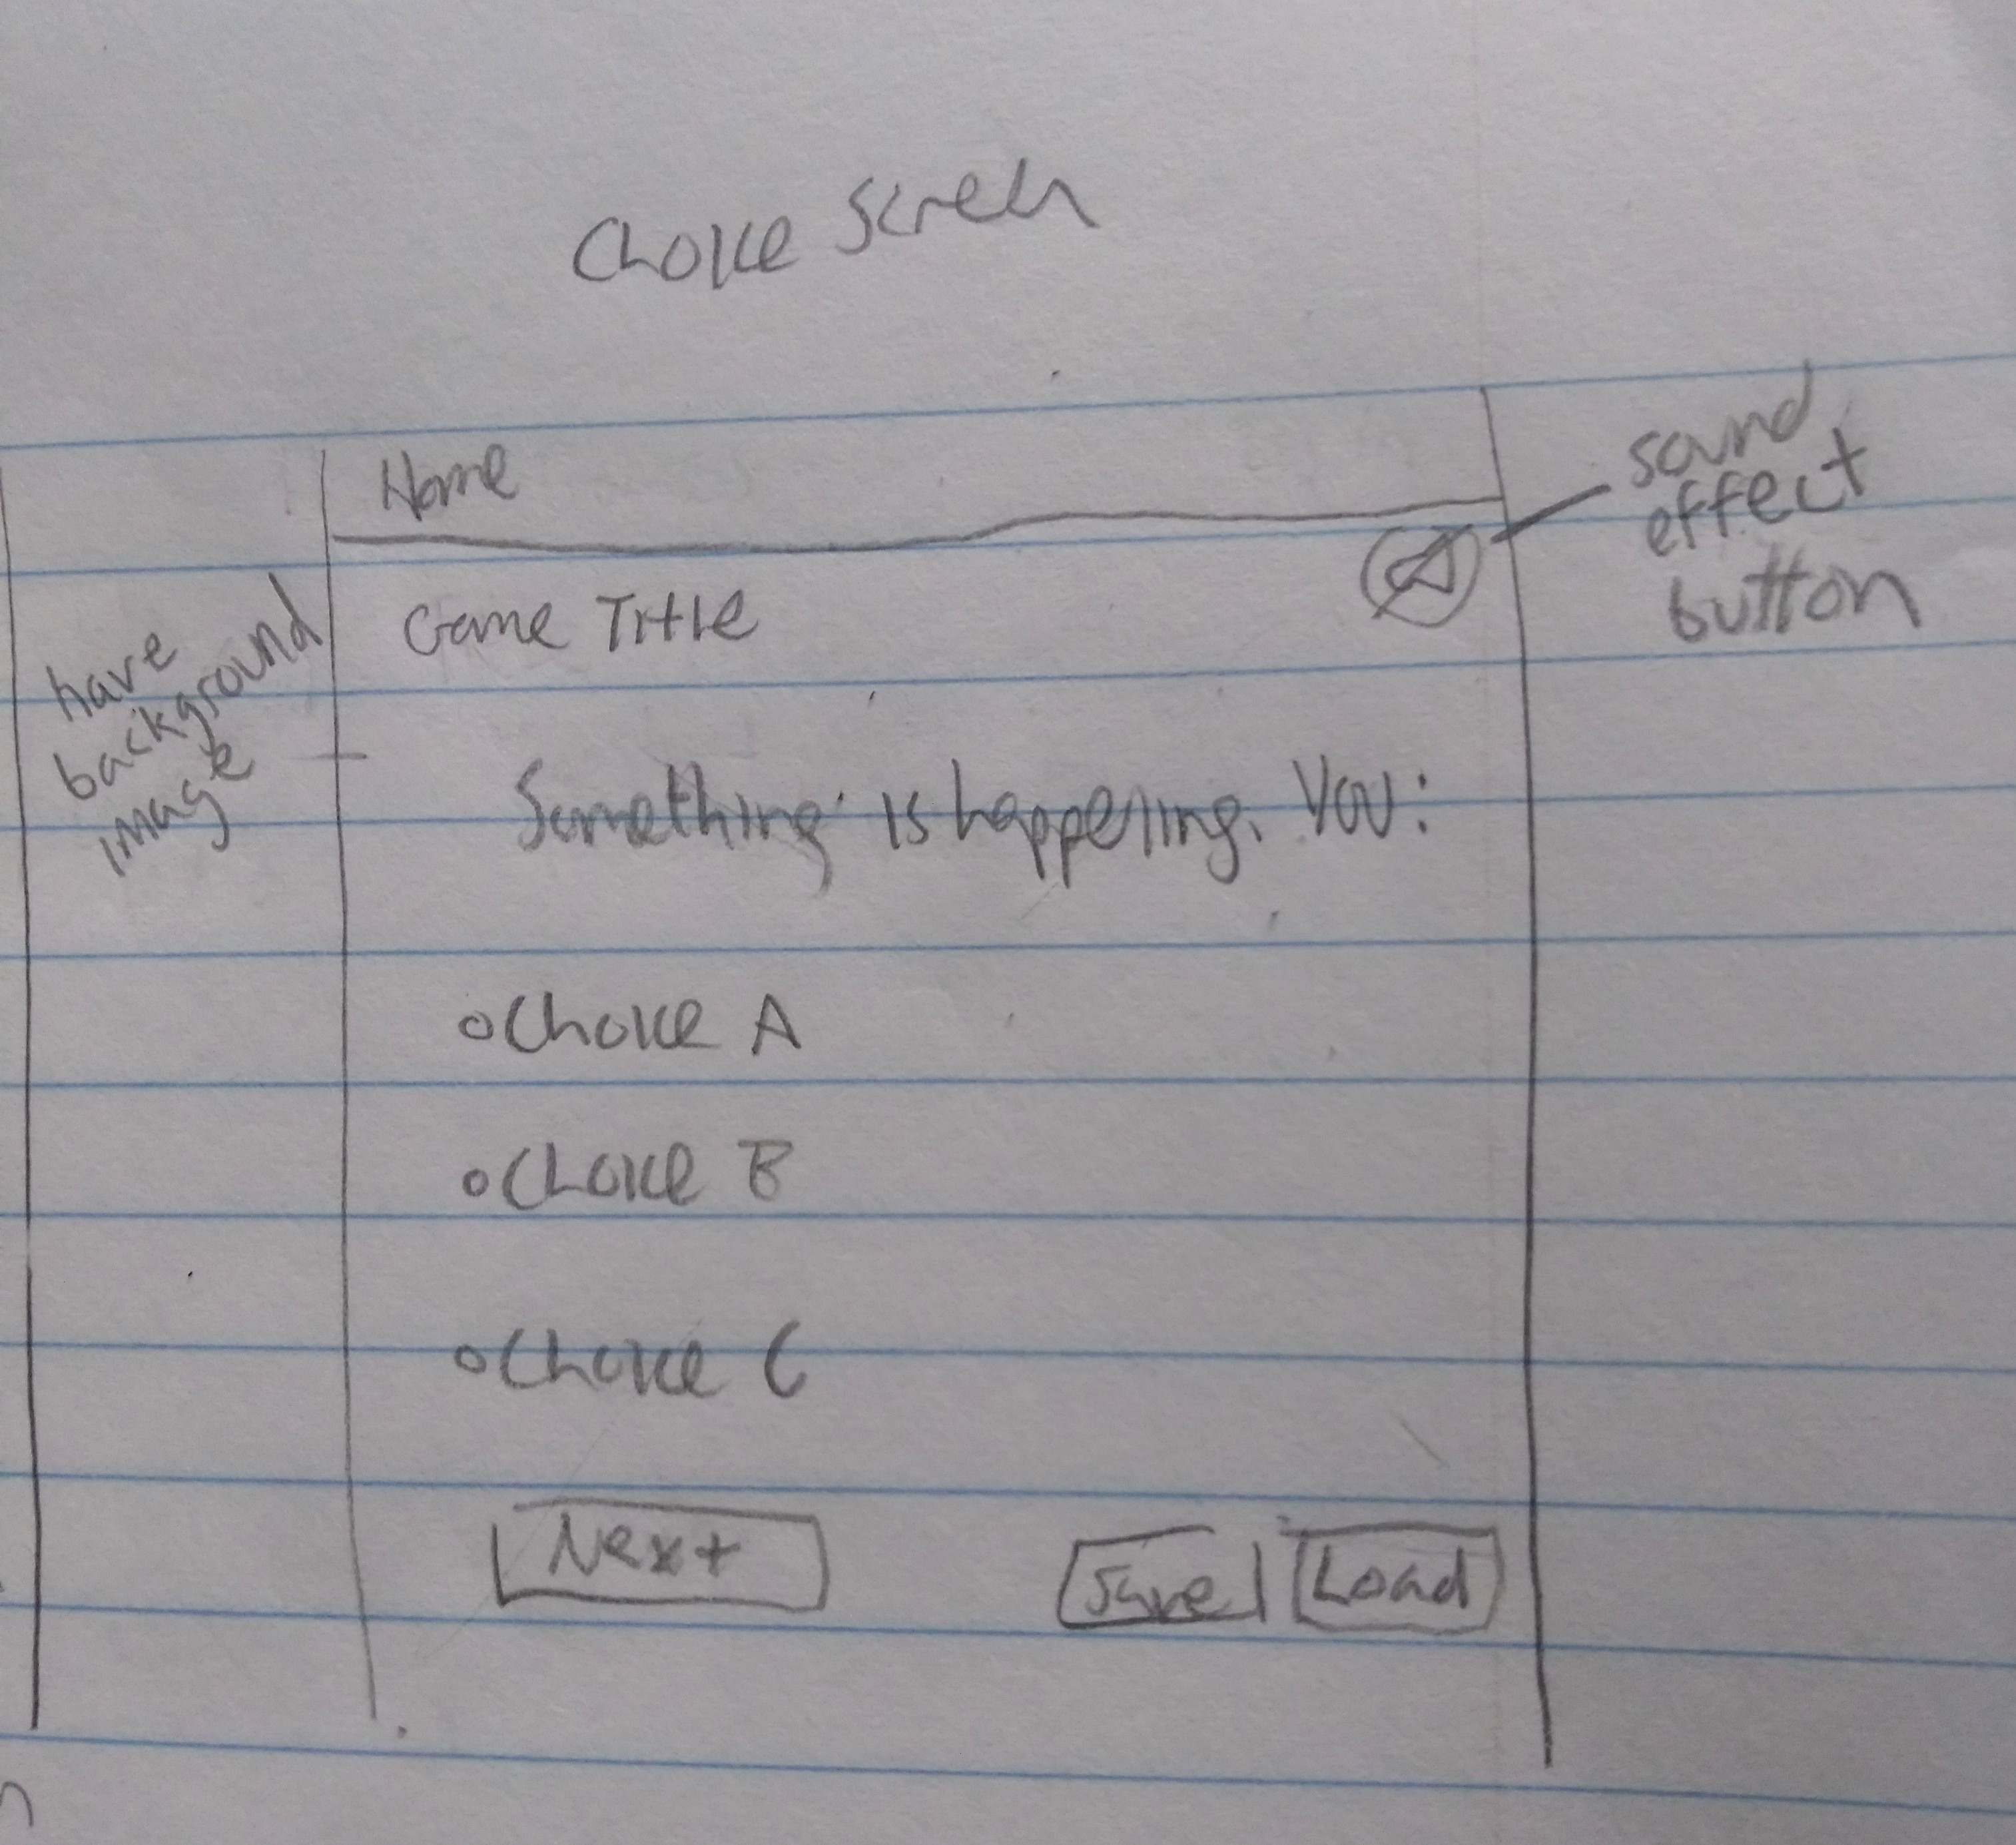 Choice Screen
Home
sound
effect
button
Game Title
have
background
image
Something is happening. You:
Choice A
Choice B
Choice C
Next
Save
Load